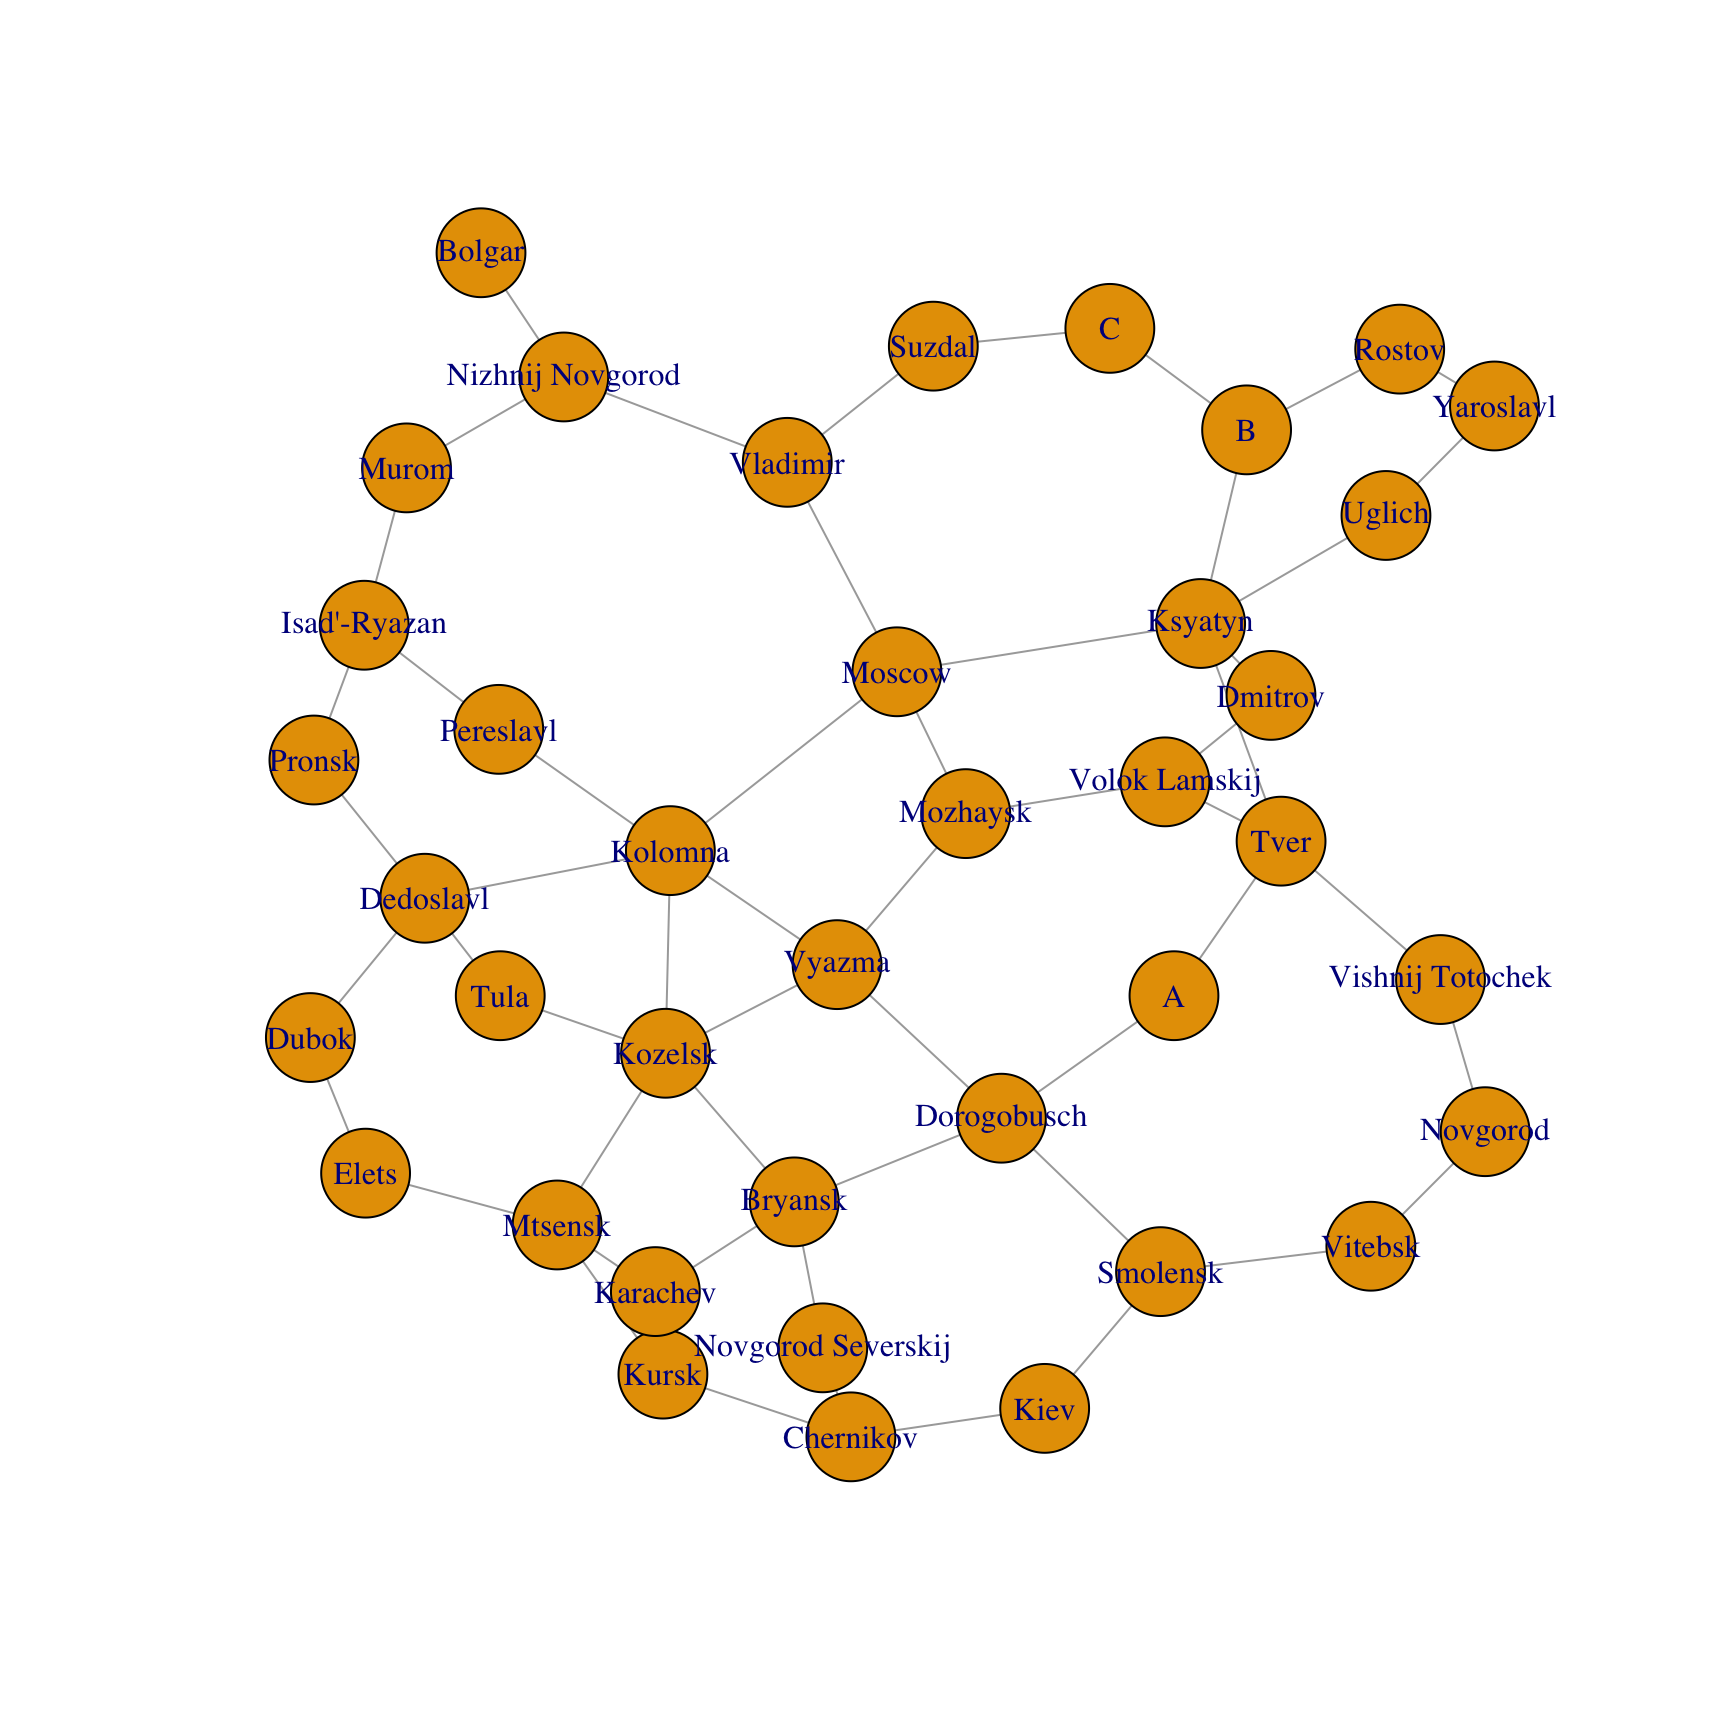 Bolgar
C
Suzdal
Rostov
Nizhnij Novgorod
Yaroslavl
B
Vladimir
Murom
Uglich
Isad'-Ryazan
Ksyatyn
Moscow
Dmitrov
Pereslavl
Pronsk
Volok Lamskij
Mozhaysk
Tver
Kolomna
Dedoslavl
Vyazma
Vishnij Totochek
Tula
A
Dubok
Kozelsk
Dorogobusch
Novgorod
Elets
Bryansk
Mtsensk
Vitebsk
Smolensk
Karachev
Novgorod Severskij
Kursk
Kiev
Chernikov